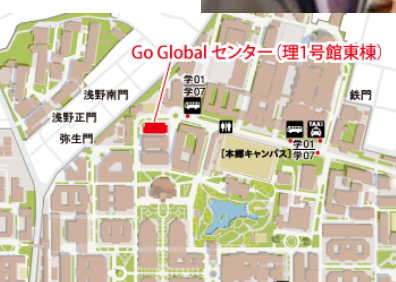 Go Global センター (理1号館東棟)
学01
学07
浅野南門
鉄門
浅野正門
弥生門
TAXI
学01
[本郷キャンパス]
学07